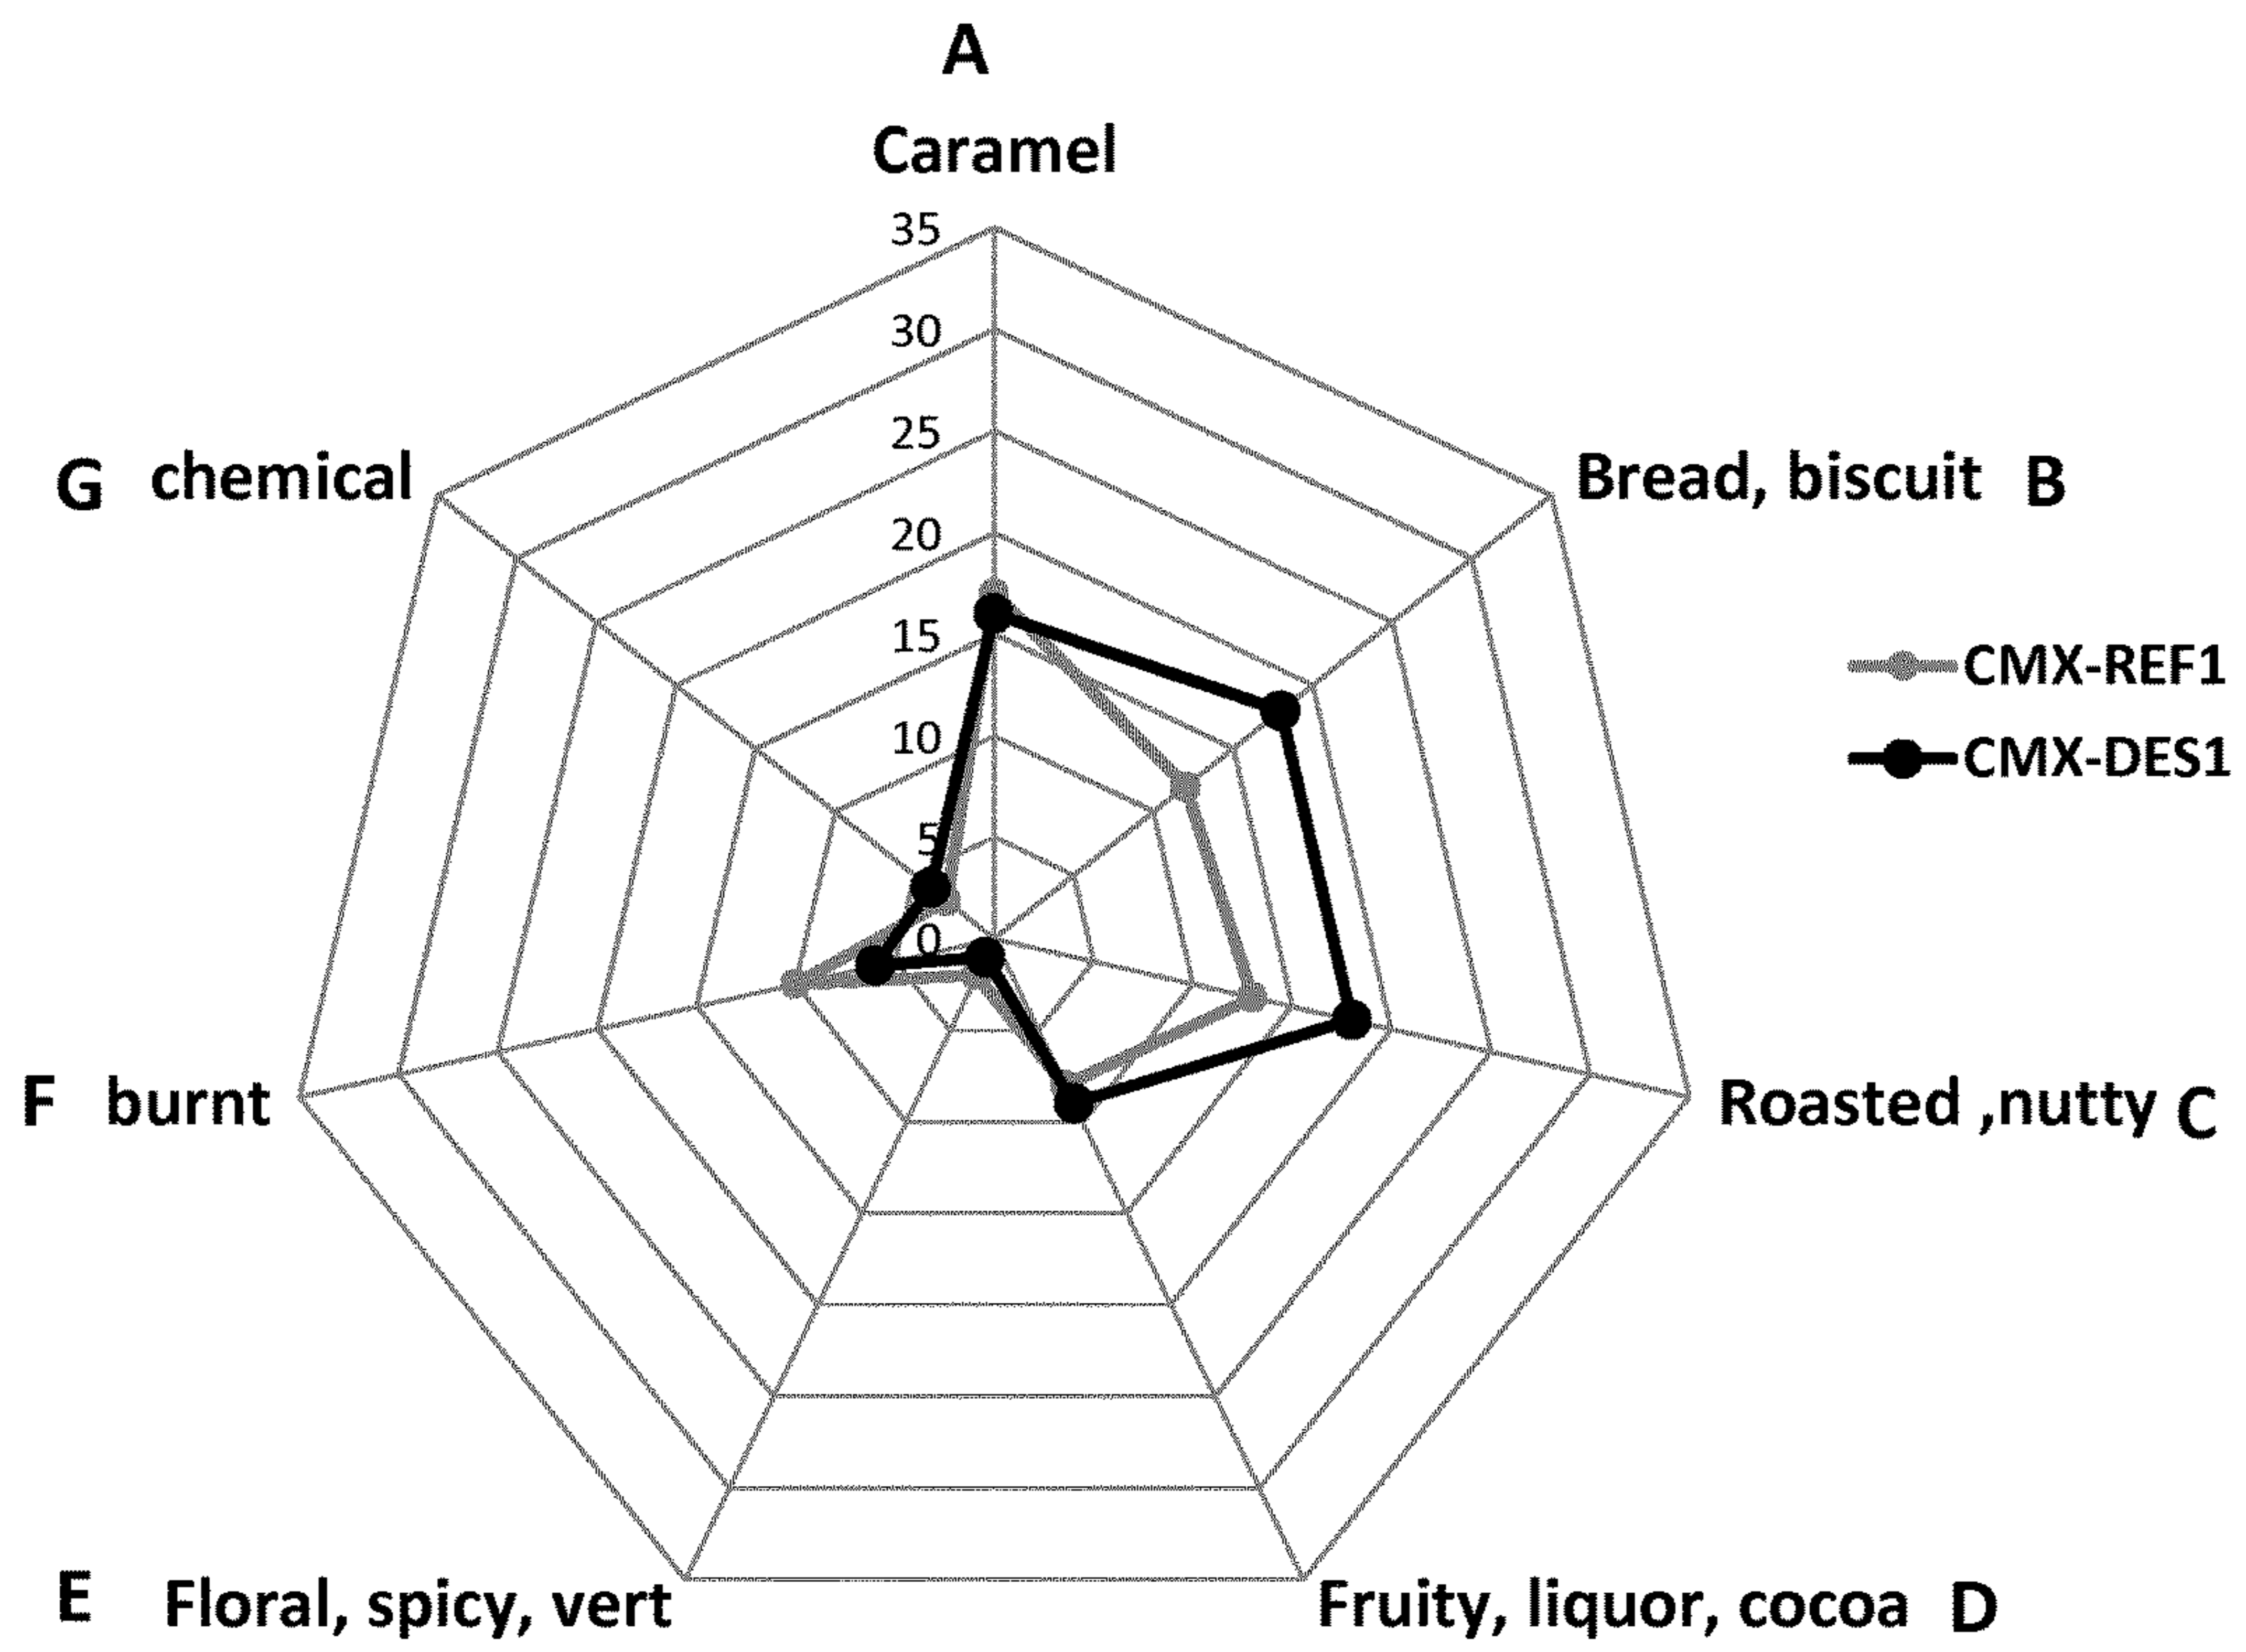 A
Caramel
35
30
25
20
15
10
5
0
G chemical
Bread, biscuit B
CMX-REF1
CMX-DES1
F burnt
Roasted ,nutty C
E Floral, spicy, vert
Fruity, liquor, cocoa D